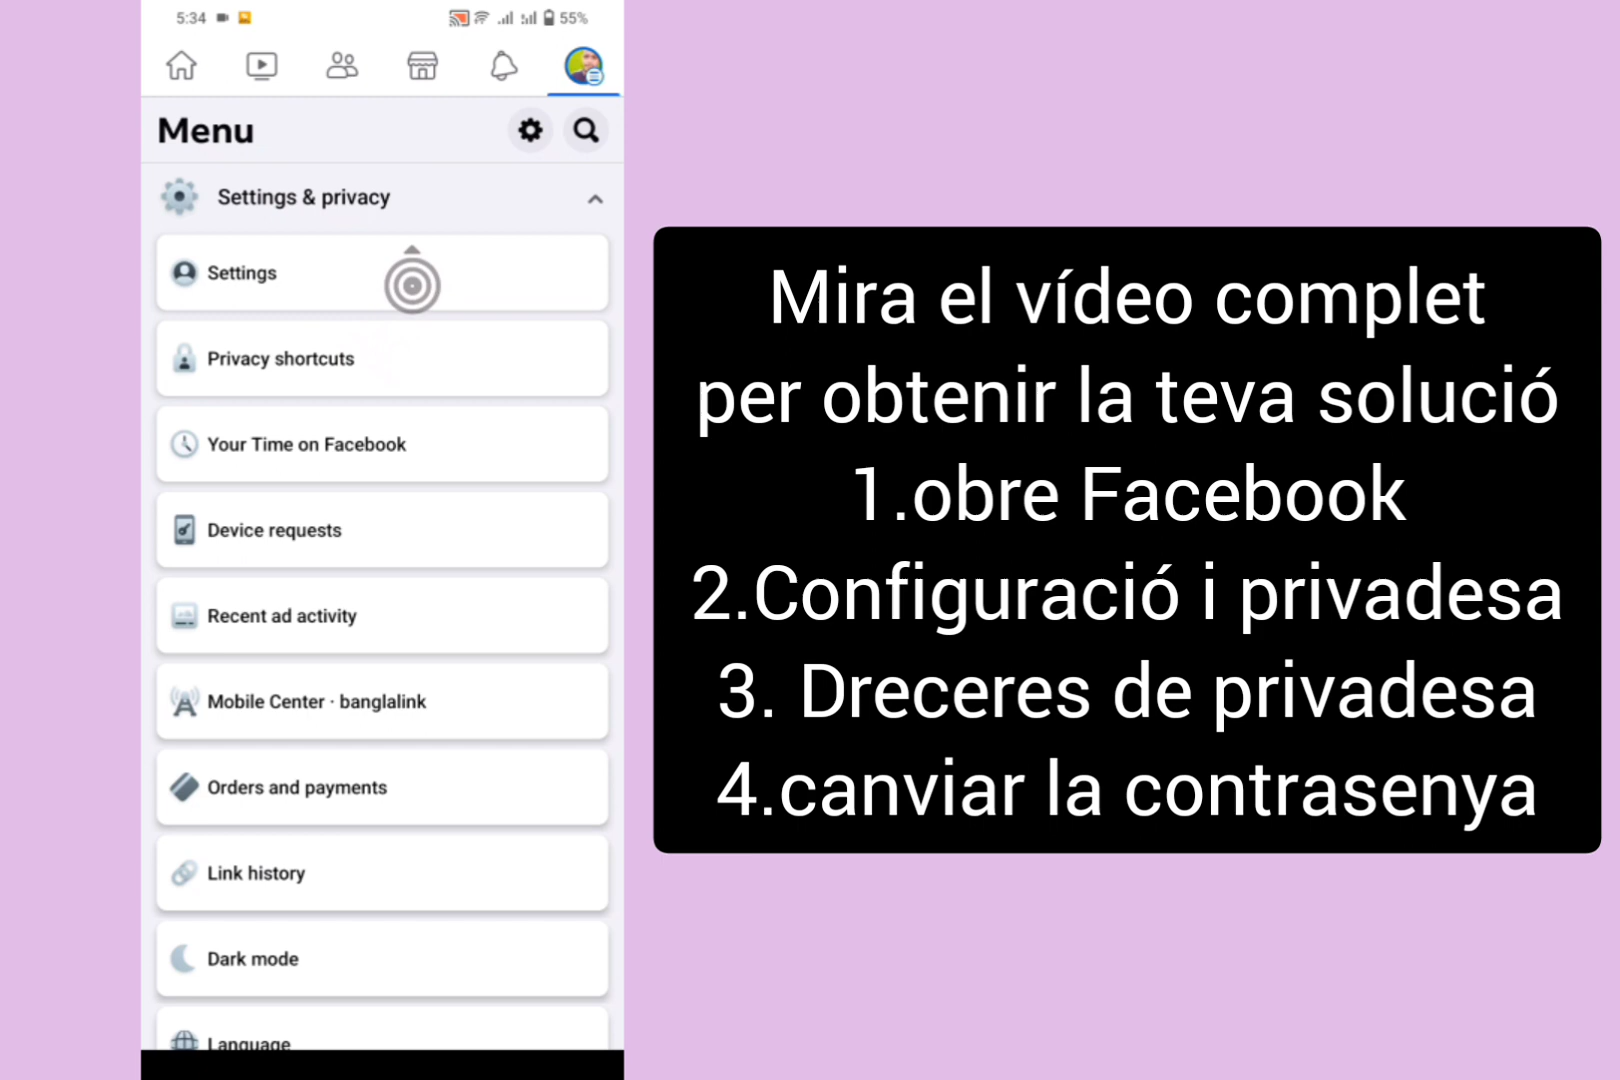 5:34
55%
Menu
Settings & privacy
Settings
Privacy shortcuts
Your Time on Facebook
Device requests
Recent ad activity
Mobile Center · banglalink
Orders and payments
Link history
Dark mode
Language
Mira el vídeo complet
per obtenir la teva solució
1.obre Facebook
2.Configuració i privadesa
3. Dreceres de privadesa
4.canviar la contrasenya